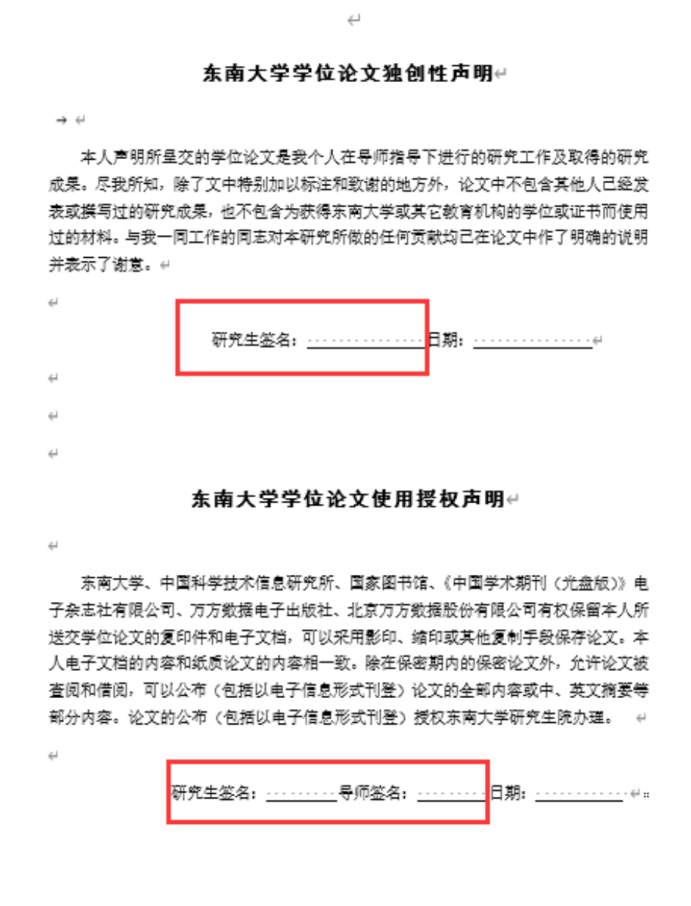 东南大学学位论文独创性声明
本人声明所呈交的学位论文是我个人在导师指导下进行的研究工作及取得的研究
成果。尽我所知,除了文中特别加以标注和致谢的地方外,论文中不包含其他人已经发
表或撰写过的研究成果,也不包含为获得东南大学或其它教育机构的学位或证书而使用
过的材料。与我一同工作的同志对本研究所做的任何贡献均已在论文中作了明确的说明
并表示了谢意。
研究生签名: 日期:
东南大学学位论文使用授权声明
东南大学、中国科学技术信息研究所、国家图书馆、《中国学术期刊(光盘版)》电
子杂志社有限公司、万方数据电子出版社、北京万方数据股份有限公司有权保留本人所
送交学位论文的复印件和电子文档,可以采用影印、缩印或其他复制手段保存论文。本
人电子文档的内容和纸质论文的内容相一致。除在保密期内的保密论文外,允许论文被
查阅和借阅,可以公布(包括以电子信息形式刊登)论文的全部内容或中、英文摘要等
部分内容。论文的公布(包括以电子信息形式刊登)授权东南大学研究生院办理。
研究生签名: 导师签名: 日期: